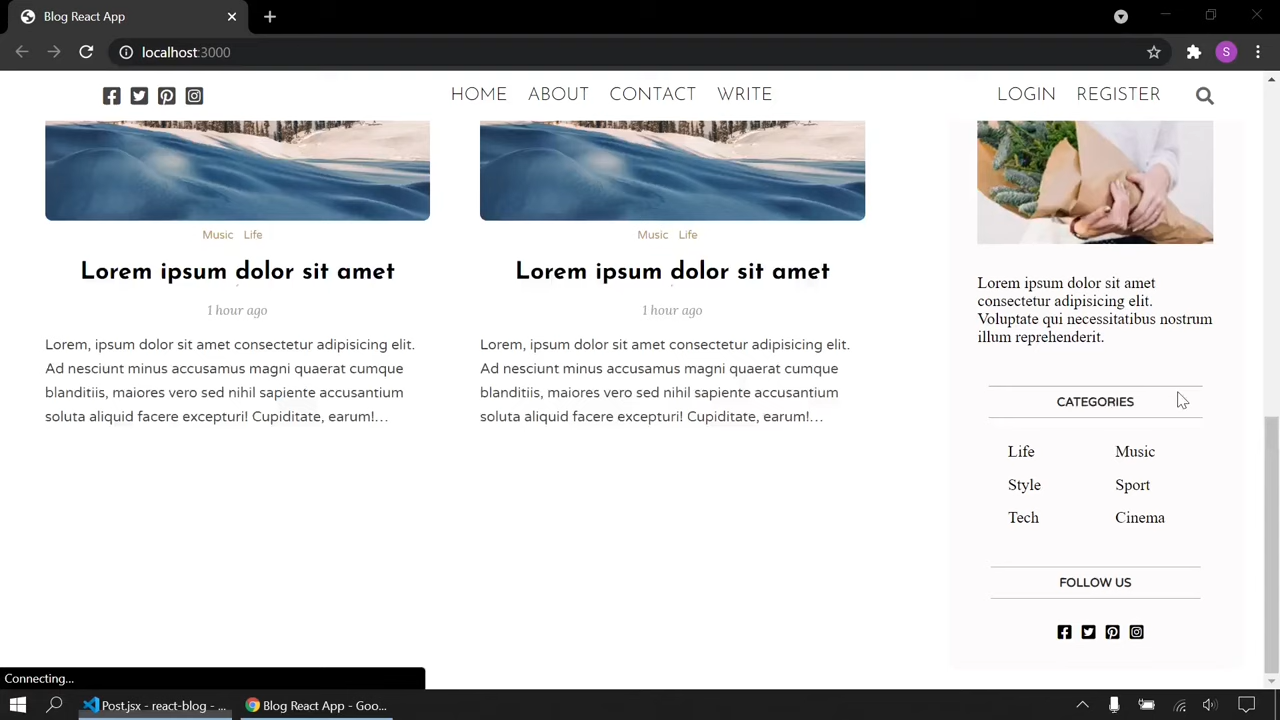 Blog React App
localhost:3000
S
HOME ABOUT CONTACT WRITE
LOGIN REGISTER
Music Life
Lorem ipsum dolor sit amet
1 hour ago
Lorem, ipsum dolor sit amet consectetur adipisicing elit.
Ad nesciunt minus accusamus magni quaerat cumque
blanditiis, maiores vero sed nihil sapiente accusantium
soluta aliquid facere excepturi! Cupiditate, earum!…
Music Life
Lorem ipsum dolor sit amet
1 hour ago
Lorem, ipsum dolor sit amet consectetur adipisicing elit.
Ad nesciunt minus accusamus magni quaerat cumque
blanditiis, maiores vero sed nihil sapiente accusantium
soluta aliquid facere excepturi! Cupiditate, earum!…
Lorem ipsum dolor sit amet
consectetur adipisicing elit.
Voluptate qui necessitatibus nostrum
illum reprehenderit.
CATEGORIES
Life Music
Style Sport
Tech Cinema
FOLLOW US
Connecting...
Post.jsx - react-blog - ...
Blog React App - Goo...